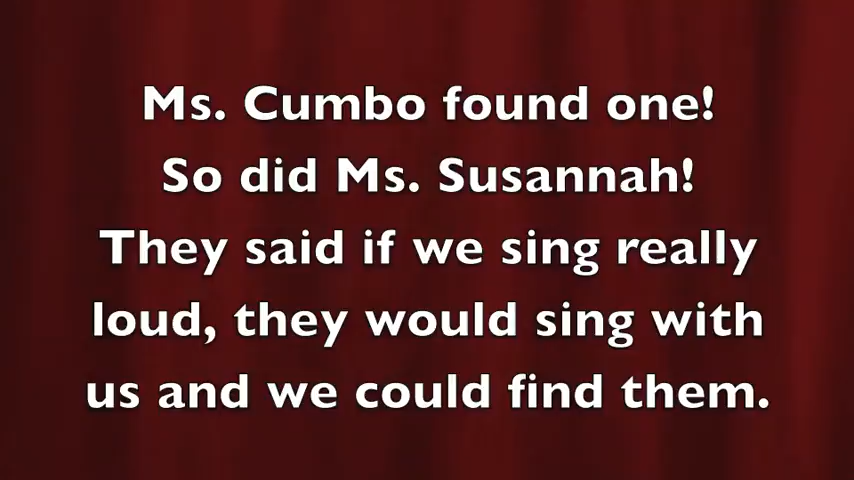 Ms. Cumbo found one!
So did Ms. Susannah!
They said if we sing really
loud, they would sing with
us and we could find them.